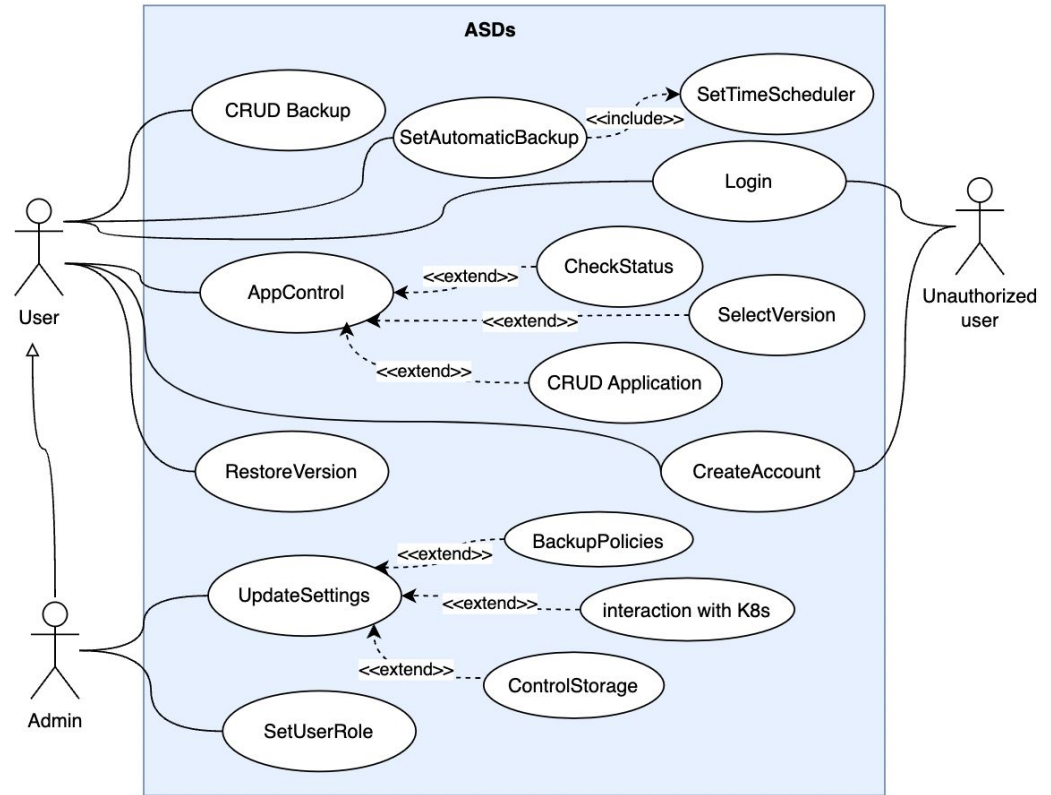 ASDs
CRUD Backup
SetAutomaticBackup
<<include>>
SetTimeScheduler
Login
User
Unauthorized
user
AppControl
<<extend>>
CheckStatus
<<extend>>
SelectVersion
<<extend>>
CRUD Application
RestoreVersion
CreateAccount
<<extend>>
BackupPolicies
UpdateSettings
<<extend>>
interaction with K8s
<<extend>>
ControlStorage
Admin
SetUserRole